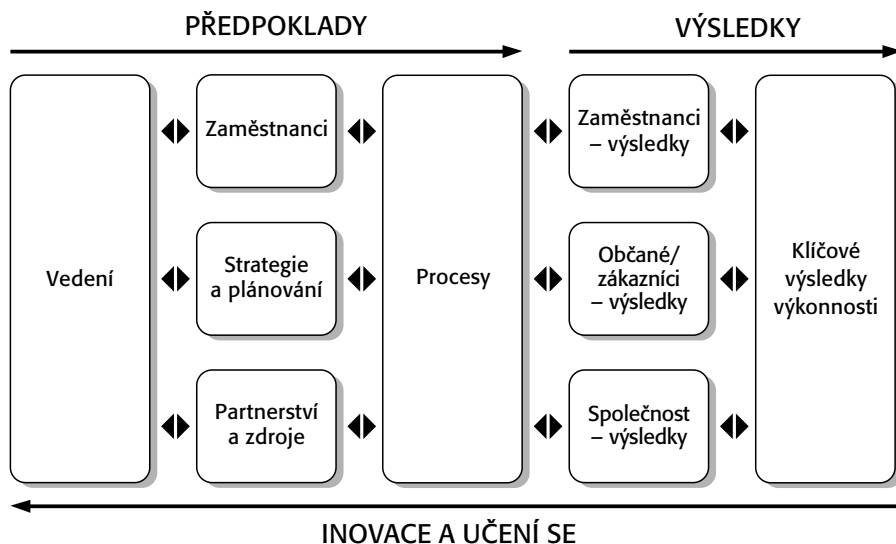 PŘEDPOKLADY
VÝSLEDKY
Vedení
Zaměstnanci
Strategie
a plánování
Partnerství
a zdroje
Procesy
Zaměstnanci
– výsledky
Občané/
zákazníci
– výsledky
Společnost
– výsledky
Klíčové
výsledky
výkonnosti
INOVACE A UČENÍ SE